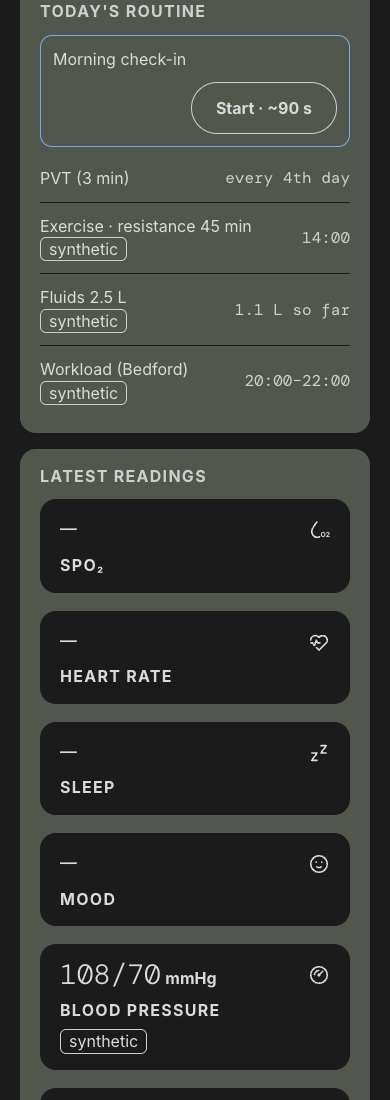 TODAY'S ROUTINE
Morning check-in
Start · ~90 s
PVT (3 min) every 4th day
Exercise · resistance 45 min
synthetic
14:00
Fluids 2.5 L
synthetic
1.1 L so far
Workload (Bedford)
synthetic
20:00–22:00
LATEST READINGS
—
O2
SPO₂
—
HEART RATE
—
zZ
SLEEP
—
MOOD
108/70 mmHg
BLOOD PRESSURE
synthetic